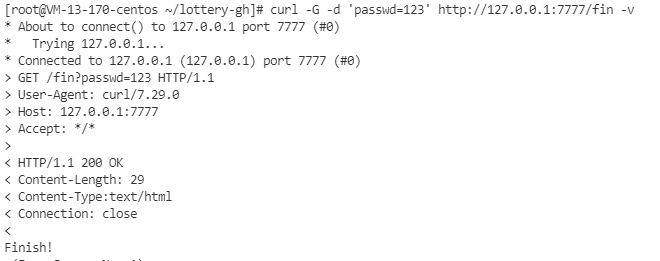 [root@VM-13-170-centos ~/lottery-gh]# curl -G -d 'passwd=123' http://127.0.0.1:7777/fin -v
* About to connect() to 127.0.0.1 port 7777 (#0)
*   Trying 127.0.0.1...
* Connected to 127.0.0.1 (127.0.0.1) port 7777 (#0)
> GET /fin?passwd=123 HTTP/1.1
> User-Agent: curl/7.29.0
> Host: 127.0.0.1:7777
> Accept: */*
>
< HTTP/1.1 200 OK
< Content-Length: 29
< Content-Type:text/html
< Connection: close
<
Finish!